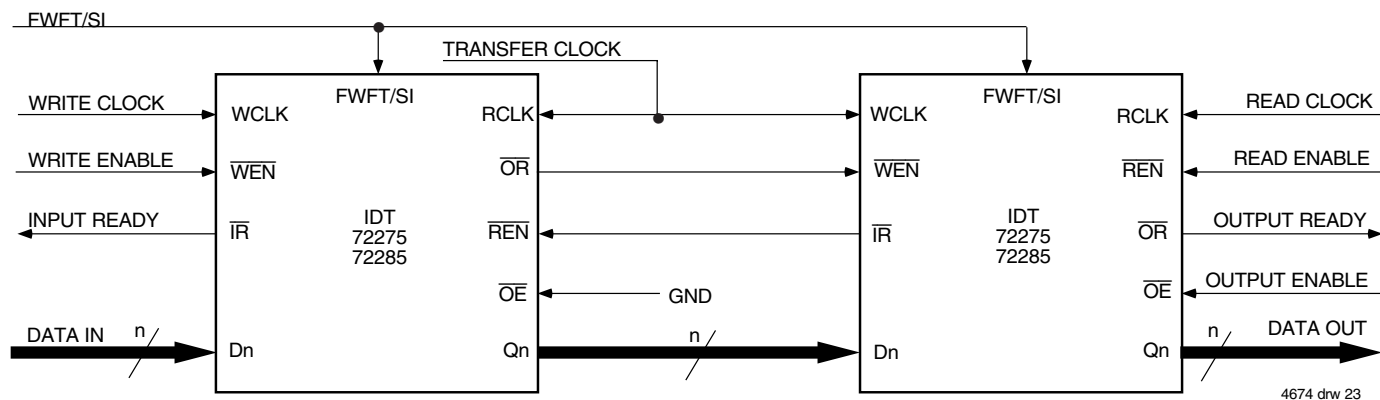 FWFT/SI
TRANSFER CLOCK
FWFT/SI
FWFT/SI
WRITE CLOCK
WCLK
RCLK
WCLK
RCLK
READ CLOCK
WRITE ENABLE
WEN
OR
WEN
REN
READ ENABLE
INPUT READY
IR
IDT
72275
72285
REN
IR
IDT
72275
72285
OR
OUTPUT READY
OE
GND
OE
OUTPUT ENABLE
DATA IN
n
Dn
Qn
n
Dn
Qn
n
DATA OUT
4674 drw 23